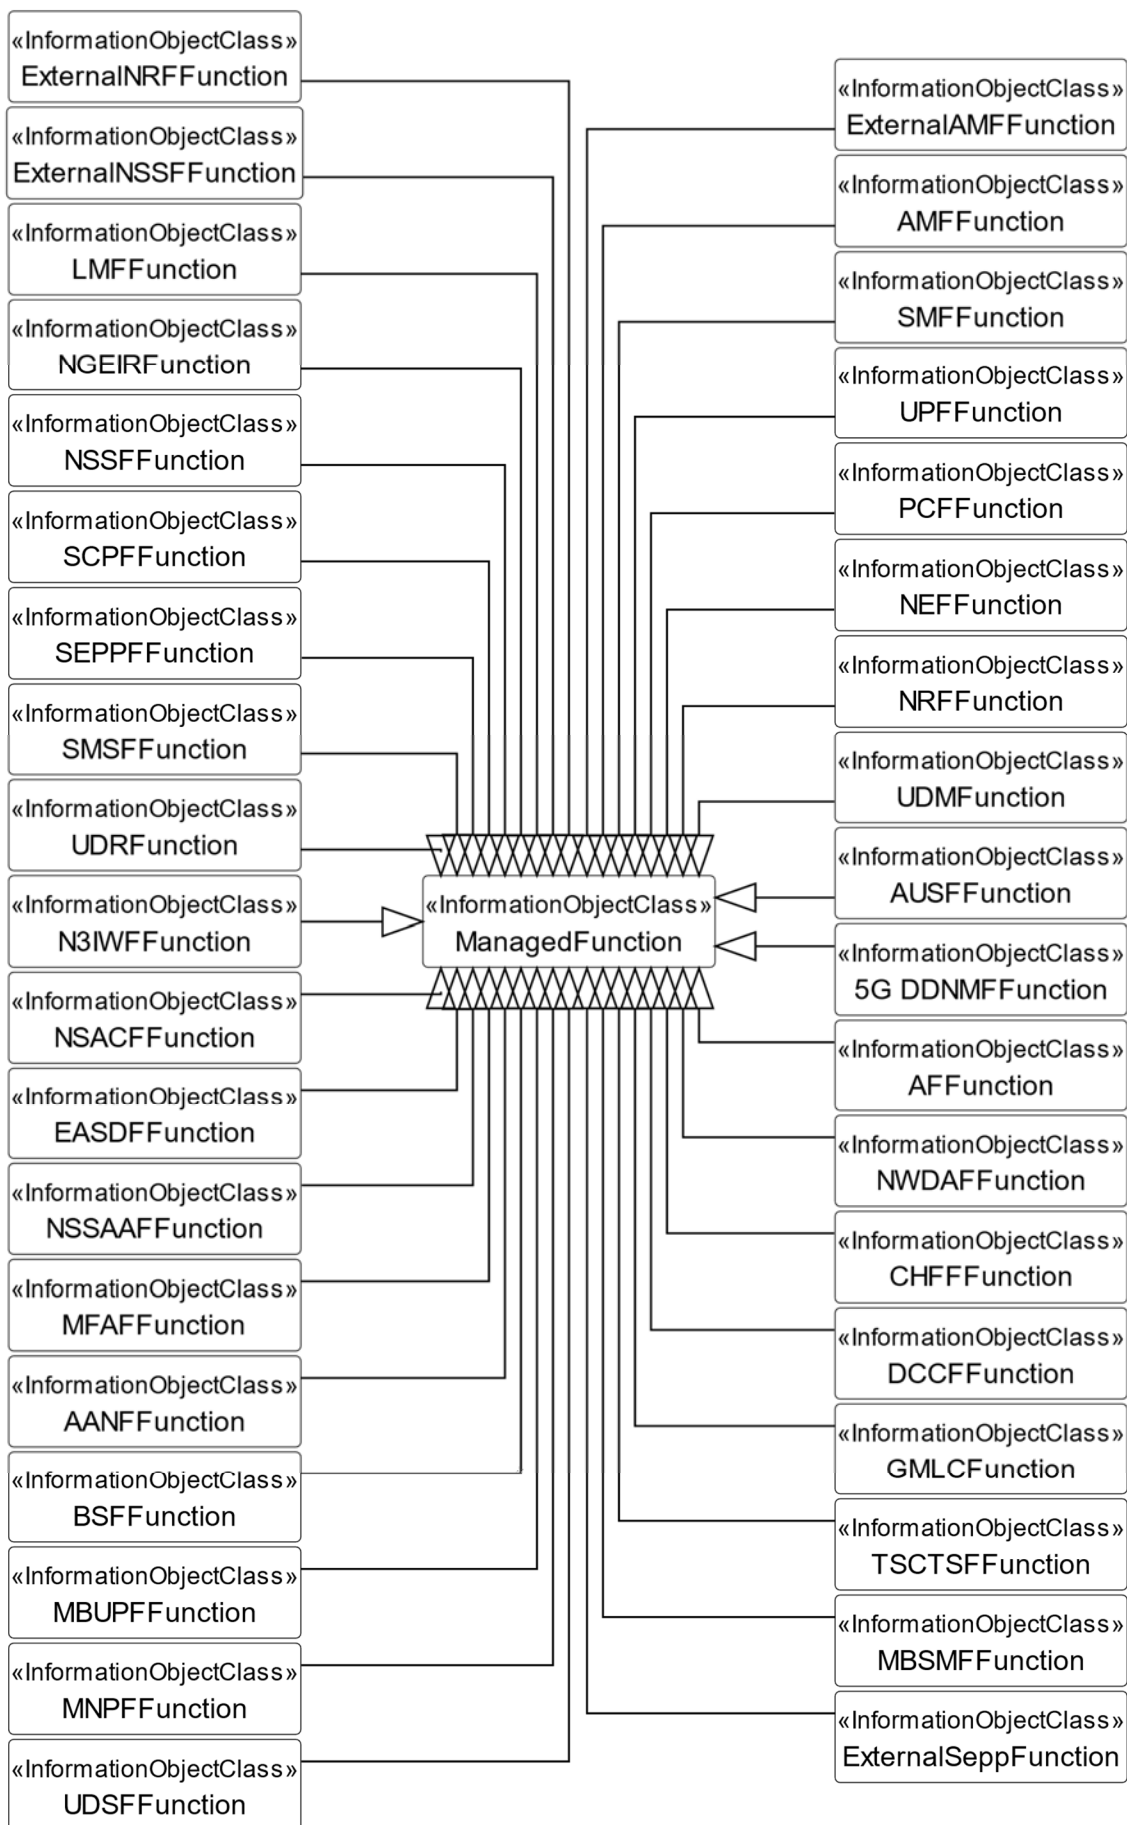 «InformationObjectClass»
ExternalNRFFunction
«InformationObjectClass»
ExternalNSSFFunction
«InformationObjectClass»
LMFFunction
«InformationObjectClass»
NGEIRFunction
«InformationObjectClass»
NSSFFunction
«InformationObjectClass»
SCPFFunction
«InformationObjectClass»
SEPPFFunction
«InformationObjectClass»
SMSFFunction
«InformationObjectClass»
UDRFunction
«InformationObjectClass»
N3IWFFunction
«InformationObjectClass»
NSACFFunction
«InformationObjectClass»
EASDFFunction
«InformationObjectClass»
NSSAAFFunction
«InformationObjectClass»
MFAFFunction
«InformationObjectClass»
AANFFunction
«InformationObjectClass»
BSFFunction
«InformationObjectClass»
MBUPFFunction
«InformationObjectClass»
MNPFFunction
«InformationObjectClass»
UDSFFunction
«InformationObjectClass»
ManagedFunction
«InformationObjectClass»
ExternalAMFFunction
«InformationObjectClass»
AMFFunction
«InformationObjectClass»
SMFFunction
«InformationObjectClass»
UPFFunction
«InformationObjectClass»
PCFFunction
«InformationObjectClass»
NEFFunction
«InformationObjectClass»
NRFFunction
«InformationObjectClass»
UDMFunction
«InformationObjectClass»
AUSFFunction
«InformationObjectClass»
5G DDNMFFunction
«InformationObjectClass»
AFFunction
«InformationObjectClass»
NWDAFFunction
«InformationObjectClass»
CHFFFunction
«InformationObjectClass»
DCCFFunction
«InformationObjectClass»
GMLCFunction
«InformationObjectClass»
TSCTSFFunction
«InformationObjectClass»
MBSMFFunction
«InformationObjectClass»
ExternalSeppFunction